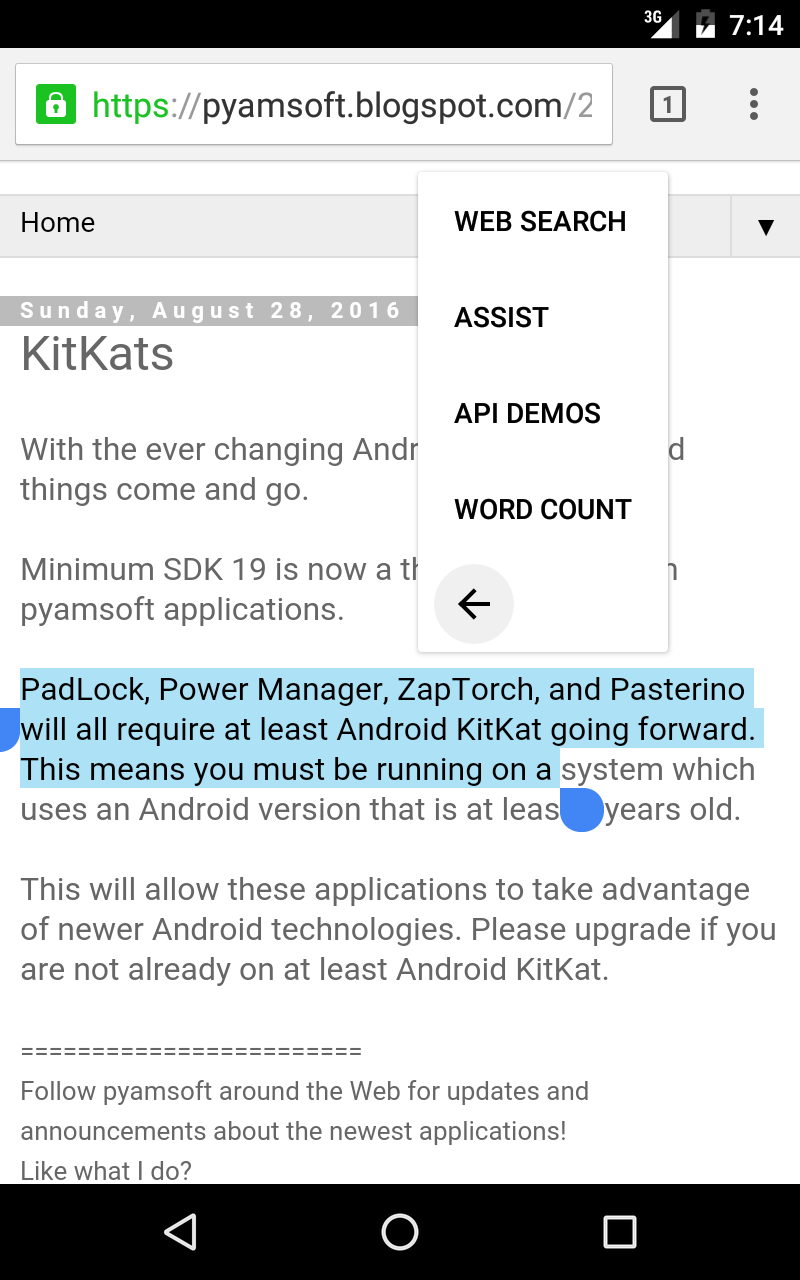 3G 7:14
https://pyamsoft.blogspot.com/2
1
Home
▼
WEB SEARCH
ASSIST
API DEMOS
WORD COUNT
Sunday, August 28, 2016
KitKats
With the ever changing
things come and go.
Minimum SDK 19 is now a
pyamsoft applications.
PadLock, Power Manager, ZapTorch, and Pasterino
will all require at least Android KitKat going forward.
This means you must be running on a system which
uses an Android version that is at leas years old.
This will allow these applications to take advantage
of newer Android technologies. Please upgrade if you
are not already on at least Android KitKat.
========================
Follow pyamsoft around the Web for updates and
announcements about the newest applications!
Like what I do?